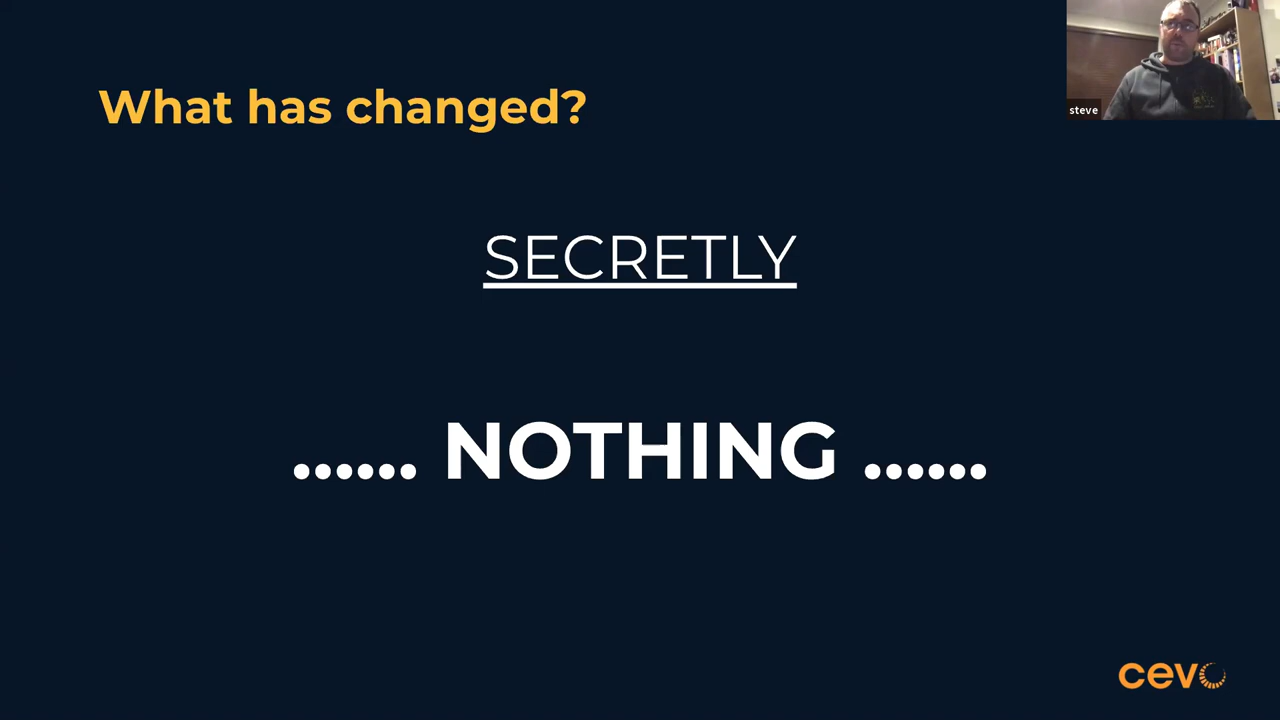 What has changed?
steve
SECRETLY
...... NOTHING ......
cevo